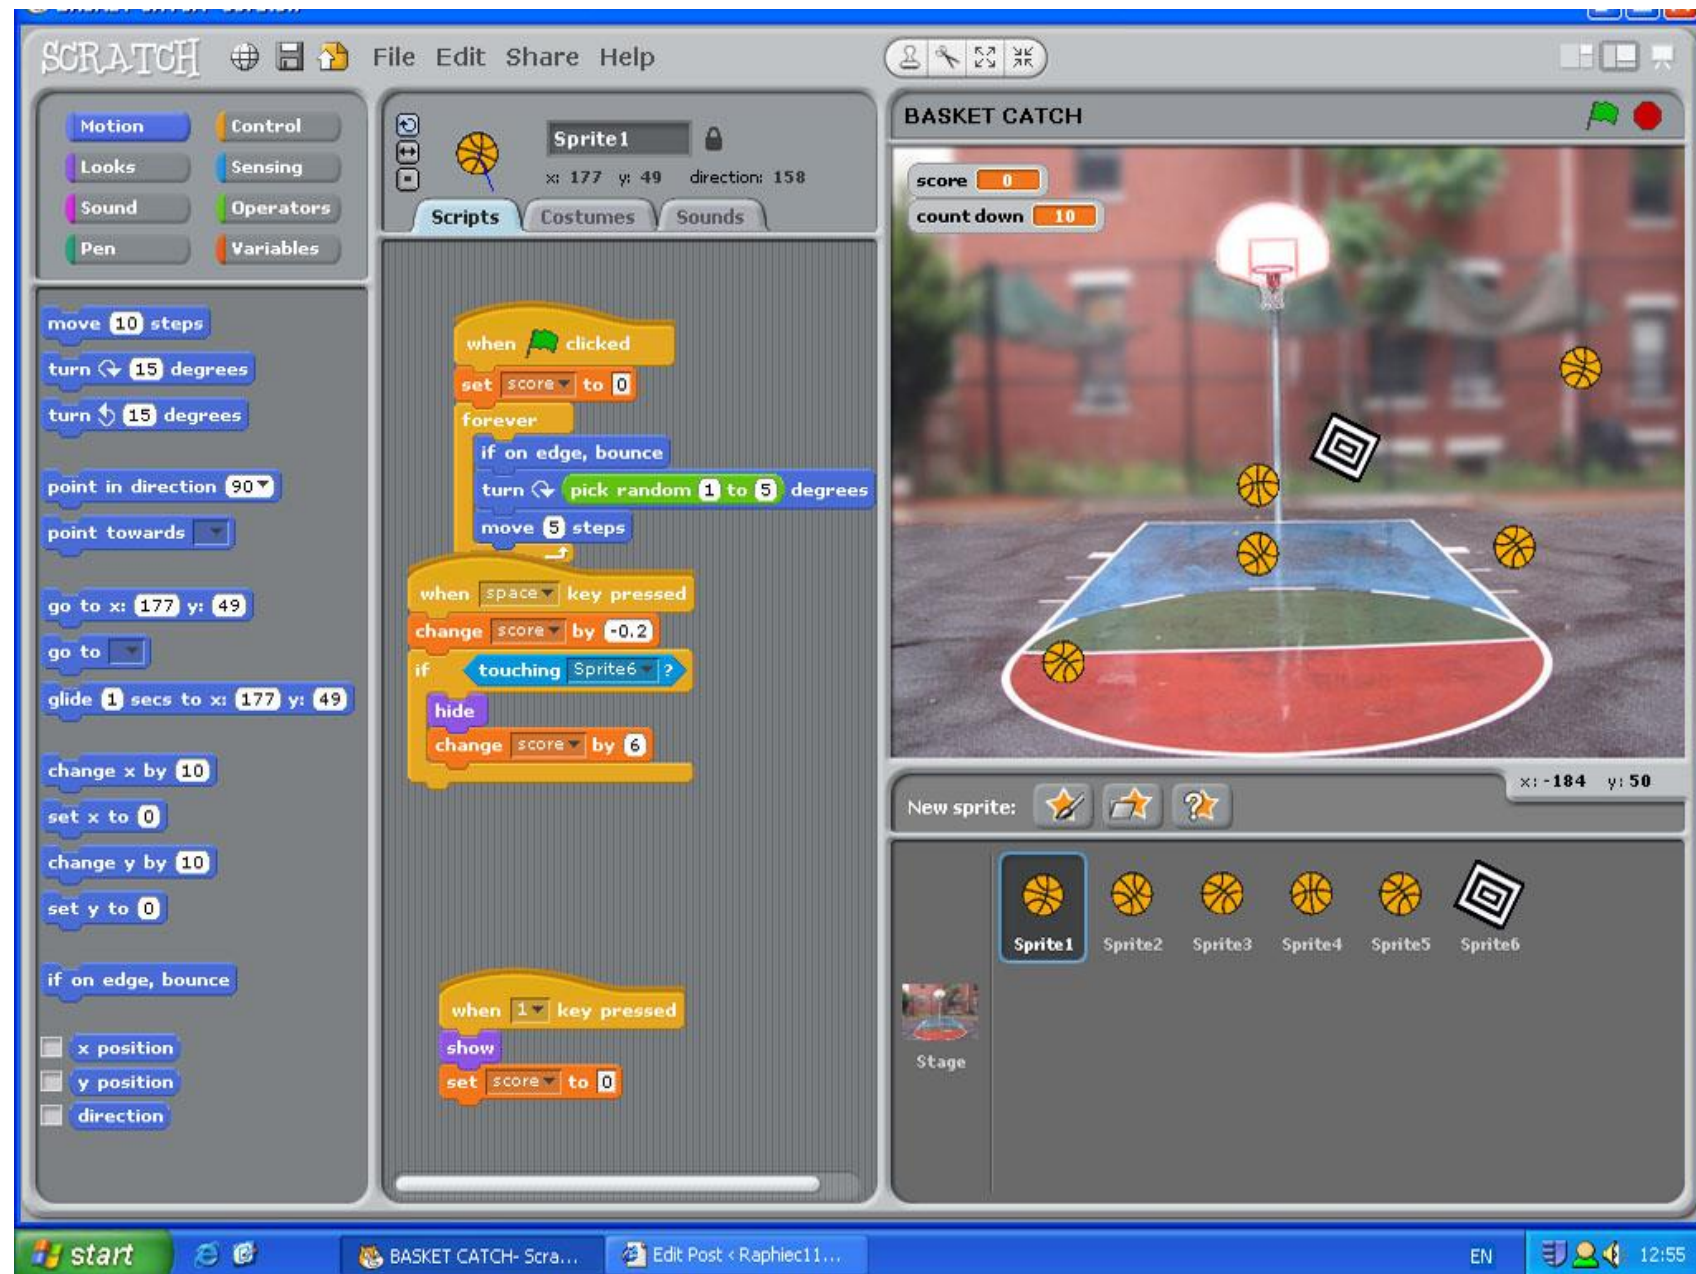 SCRATCH File Edit Share Help
Motion Control
Looks Sensing
Sound Operators
Pen Variables
move 10 steps
turn 15 degrees
turn 15 degrees
point in direction 90
point towards
go to x: 177 y: 49
go to
glide 1 secs to x: 177 y: 49
change x by 10
set x to 0
change y by 10
set y to 0
if on edge, bounce
x position
y position
direction
Sprite1
x: 177 y: 49 direction: 158
Scripts Costumes Sounds
when clicked
set score to 0
forever
if on edge, bounce
turn pick random 1 to 5 degrees
move 5 steps
when space key pressed
change score by -0.2
if touching Sprite6 ?
hide
change score by 6
when 1 key pressed
show
set score to 0
BASKET CATCH
score 0
count down 10
x: -184 y: 50
New sprite:
Sprite1 Sprite2 Sprite3 Sprite4 Sprite5 Sprite6
Stage
start BASKET CATCH- Scra... Edit Post < Raphiec11... EN 12:55